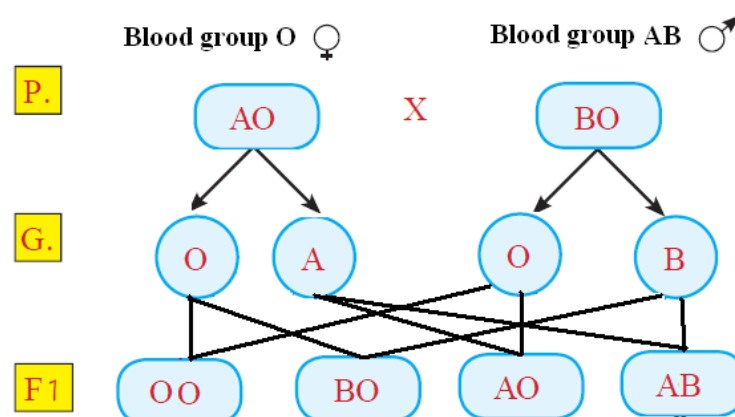 Blood group O ♀ Blood group AB ♂
P. AO X BO
G. O A O B
F1 OO BO AO AB